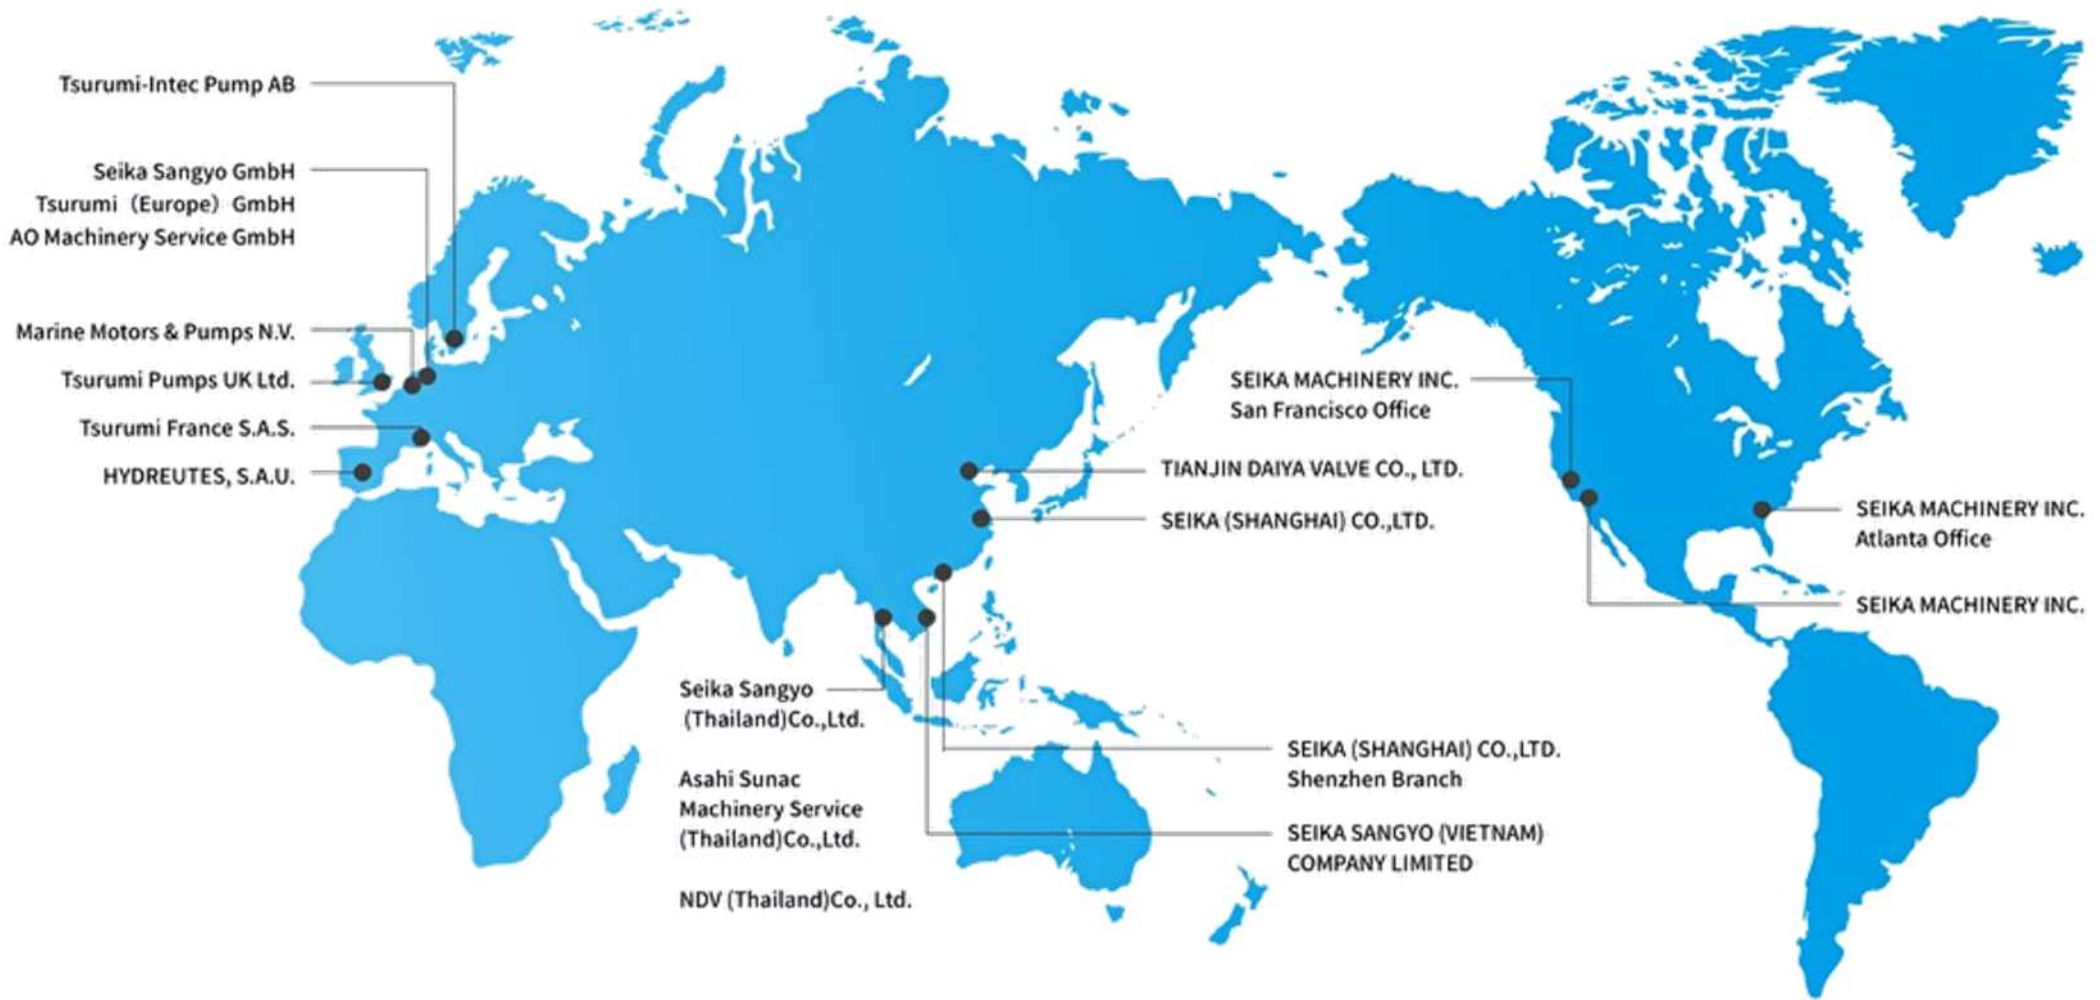 Tsurumi-Intec Pump AB
Seika Sangyo GmbH
Tsurumi（Europe）GmbH
AO Machinery Service GmbH
Marine Motors & Pumps N.V.
Tsurumi Pumps UK Ltd.
Tsurumi France S.A.S.
HYDREUTES, S.A.U.
Seika Sangyo
(Thailand)Co.,Ltd.
Asahi Sunac
Machinery Service
(Thailand)Co.,Ltd.
NDV (Thailand)Co., Ltd.
SEIKA MACHINERY INC.
San Francisco Office
TIANJIN DAIYA VALVE CO., LTD.
SEIKA (SHANGHAI) CO.,LTD.
SEIKA (SHANGHAI) CO.,LTD.
Shenzhen Branch
SEIKA SANGYO (VIETNAM)
COMPANY LIMITED
SEIKA MACHINERY INC.
Atlanta Office
SEIKA MACHINERY INC.